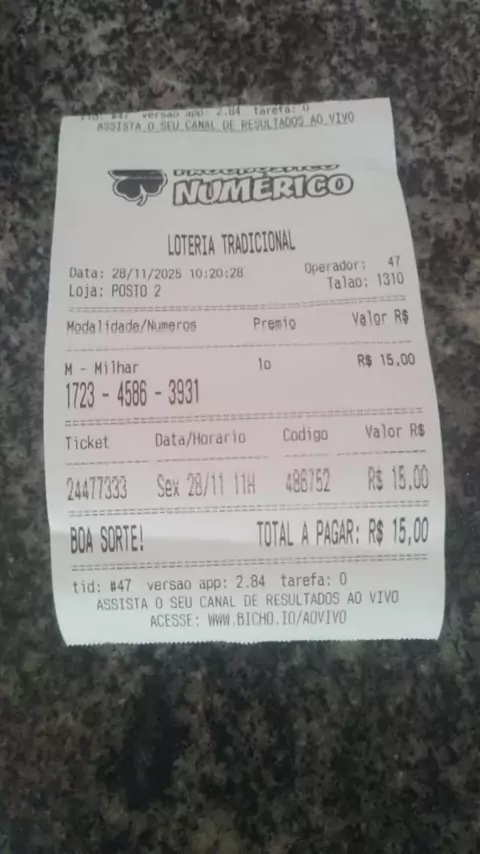 tid: #47 versao app: 2.84 tarefa: 0
ASSISTA O SEU CANAL DE RESULTADOS AO VIVO
NUMÉRICO
LOTERIA TRADICIONAL
Data: 28/11/2025 10:20:28 Operador: 47
Loja: POSTO 2 Talao: 1310
Modalidade/Numeros Premio Valor R$
M - Milhar 1o R$ 15,00
1723 - 4586 - 3931
Ticket Data/Horario Codigo Valor R$
24477333 Sex 28/11 11H 486752 R$ 15,00
BOA SORTE! TOTAL A PAGAR: R$ 15,00
tid: #47 versao app: 2.84 tarefa: 0
ASSISTA O SEU CANAL DE RESULTADOS AO VIVO
ACESSE: WWW.BICHO.IO/AOVIVO